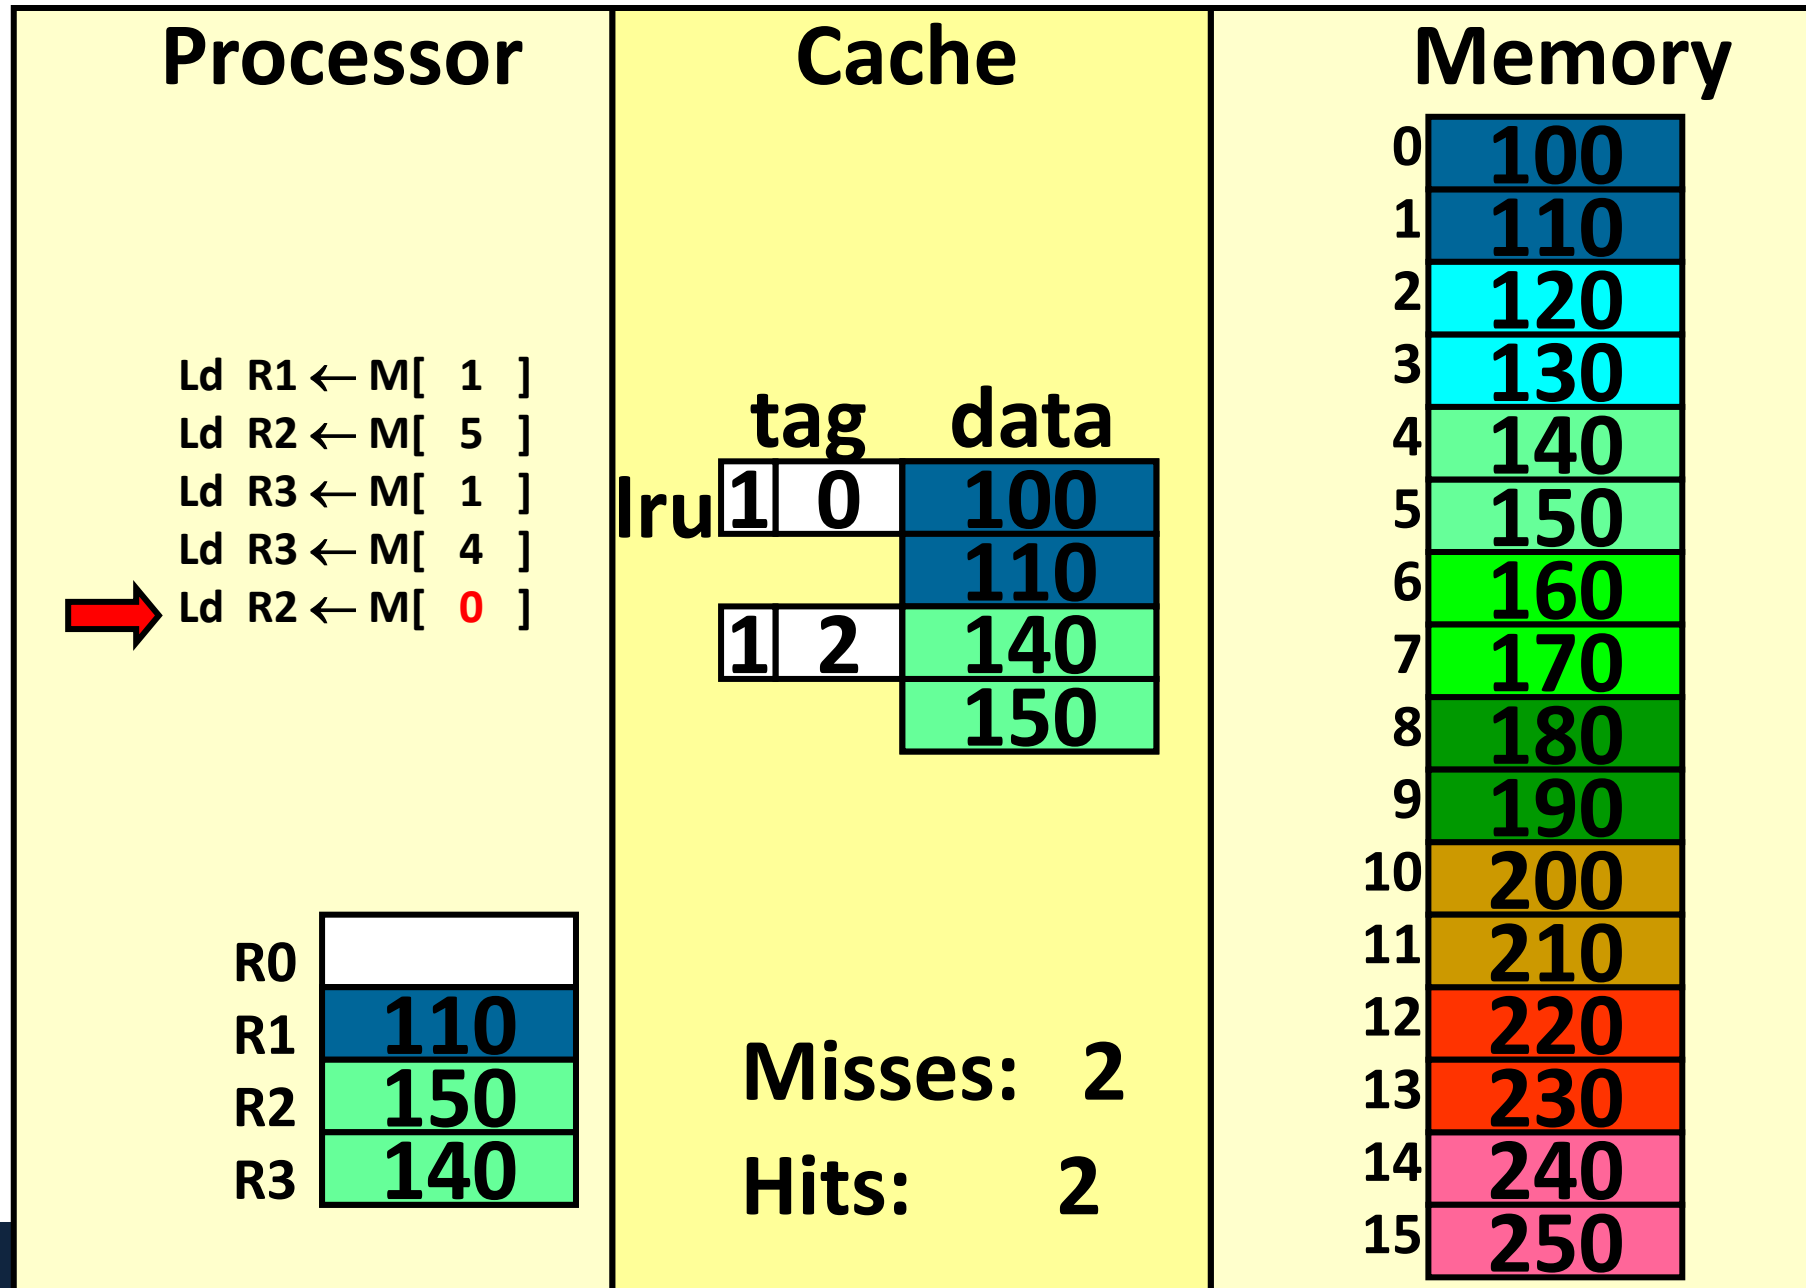 Processor
Cache
Memory
Ld R1 ← M[ 1 ]
Ld R2 ← M[ 5 ]
Ld R3 ← M[ 1 ]
Ld R3 ← M[ 4 ]
Ld R2 ← M[ 0 ]
R0
R1 110
R2 150
R3 140
tag data
lru 1 0 100
110
1 2 140
150
Misses: 2
Hits: 2
0 100
1 110
2 120
3 130
4 140
5 150
6 160
7 170
8 180
9 190
10 200
11 210
12 220
13 230
14 240
15 250